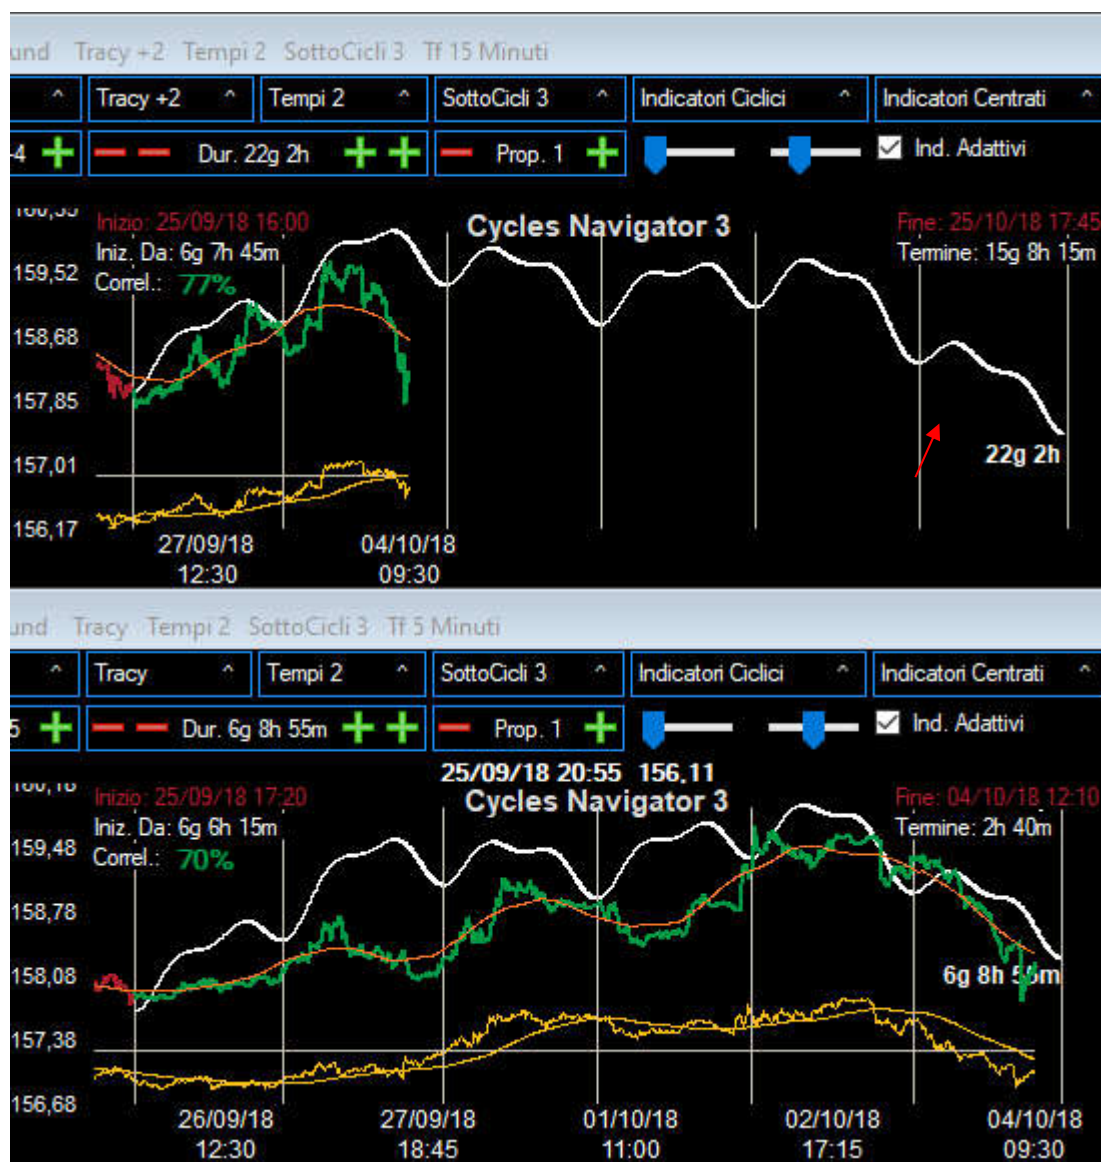 und Tracy +2 Tempi 2 SottoCicli 3 Tf 15 Minuti
Tracy +2 ^ Tempi 2 ^ SottoCicli 3 ^ Indicatori Ciclici ^ Indicatori Centrati ^
-4 Dur. 22g 2h Prop. 1 Ind. Adattivi
Inizio: 25/09/18 16:00 Cycles Navigator 3 Fine: 25/10/18 17:45
Iniz. Da: 6g 7h 45m Termine: 15g 8h 15m
159,52
Correl.: 77%
158,68
157,85
157,01
22g 2h
156,17
27/09/18 04/10/18
12:30 09:30
und Tracy Tempi 2 SottoCicli 3 Tf 5 Minuti
Tracy ^ Tempi 2 ^ SottoCicli 3 ^ Indicatori Ciclici ^ Indicatori Centrati ^
5 Dur. 6g 8h 55m Prop. 1 Ind. Adattivi
25/09/18 20:55 156,11
Inizio: 25/09/18 17:20 Cycles Navigator 3 Fine: 04/10/18 12:10
Iniz. Da: 6g 6h 15m Termine: 2h 40m
159,48
Correl.: 70%
158,78
158,08
6g 8h 55m
157,38
156,68
26/09/18 27/09/18 01/10/18 02/10/18 04/10/18
12:30 18:45 11:00 17:15 09:30